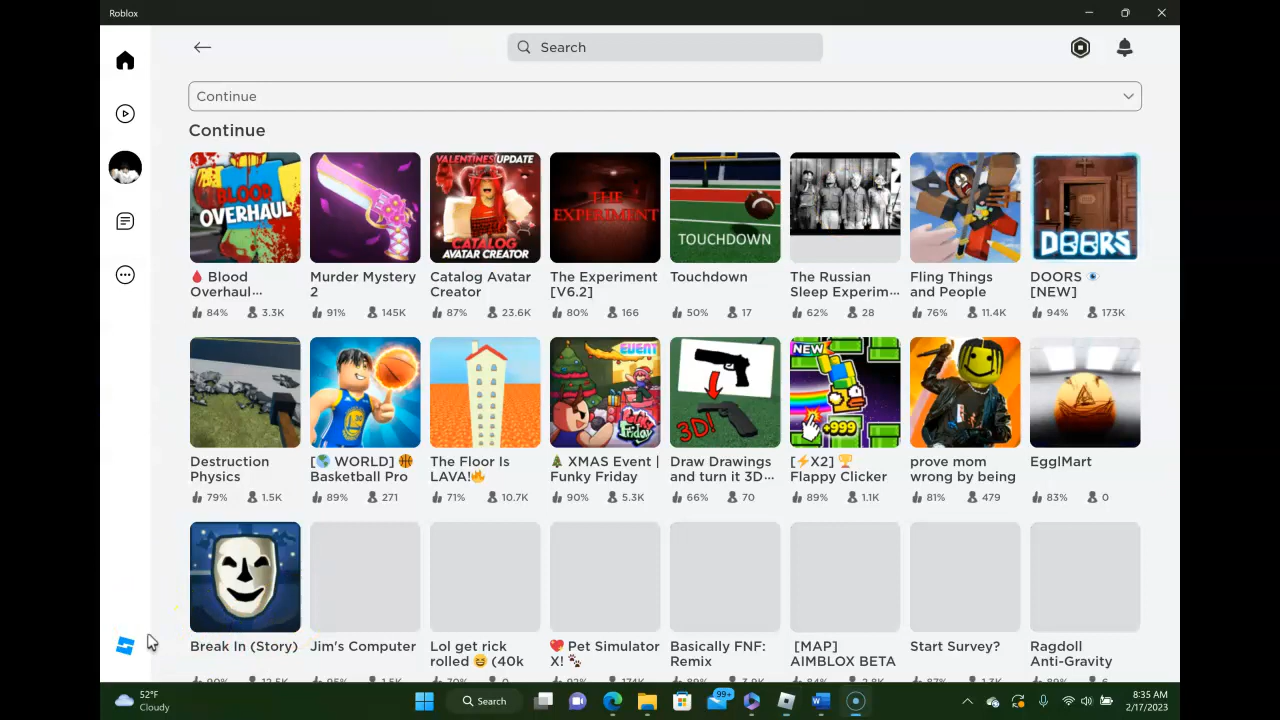 Roblox
Search
Continue
Continue
BLOOD OVERHAUL
VALENTINES UPDATE
CATALOG
AVATAR CREATOR
THE EXPERIMENT
TOUCHDOWN
DOORS
🩸 Blood Overhaul...
Murder Mystery 2
Catalog Avatar Creator
The Experiment [V6.2]
Touchdown
The Russian Sleep Experim...
Fling Things and People
DOORS 👁 [NEW]
84% 3.3K
91% 145K
87% 23.6K
80% 166
50% 17
62% 28
76% 11.4K
94% 173K
EVENT
Funky Friday
3D!
NEW
+999
Destruction Physics
[🌎 WORLD] 🏀 Basketball Pro
The Floor Is LAVA!🔥
🎄 XMAS Event | Funky Friday
Draw Drawings and turn it 3D...
[⚡X2] 🏆 Flappy Clicker
prove mom wrong by being
EgglMart
79% 1.5K
89% 271
71% 10.7K
90% 5.3K
66% 70
89% 1.1K
81% 479
83% 0
Break In (Story)
Jim's Computer
Lol get rick rolled 😆 (40k
❤️ Pet Simulator X! 🐾
Basically FNF: Remix
[MAP] AIMBLOX BETA
Start Survey?
Ragdoll Anti-Gravity
52°F
Cloudy
Search
99+
8:35 AM
2/17/2023